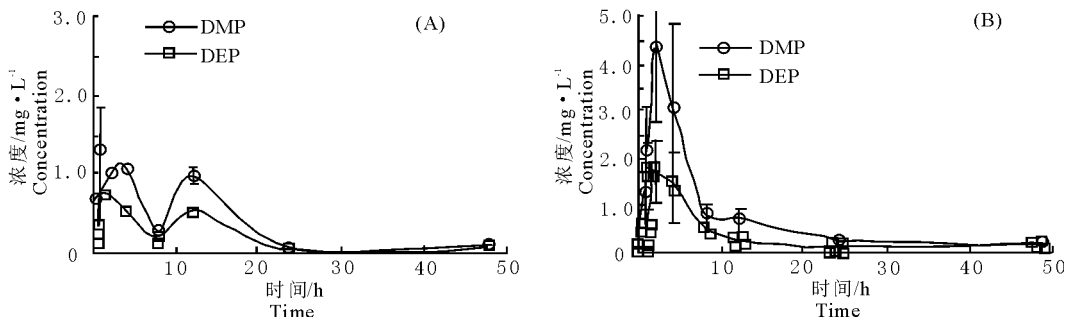 (A)
3.0
2.0
1.0
0
DMP
DEP
浓度/mg·L⁻¹
Concentration
10
20
30
40
50
时间/h
Time
(B)
5.0
4.0
3.0
2.0
1.0
0
DMP
DEP
浓度/mg·L⁻¹
Concentration
10
20
30
40
50
时间/h
Time